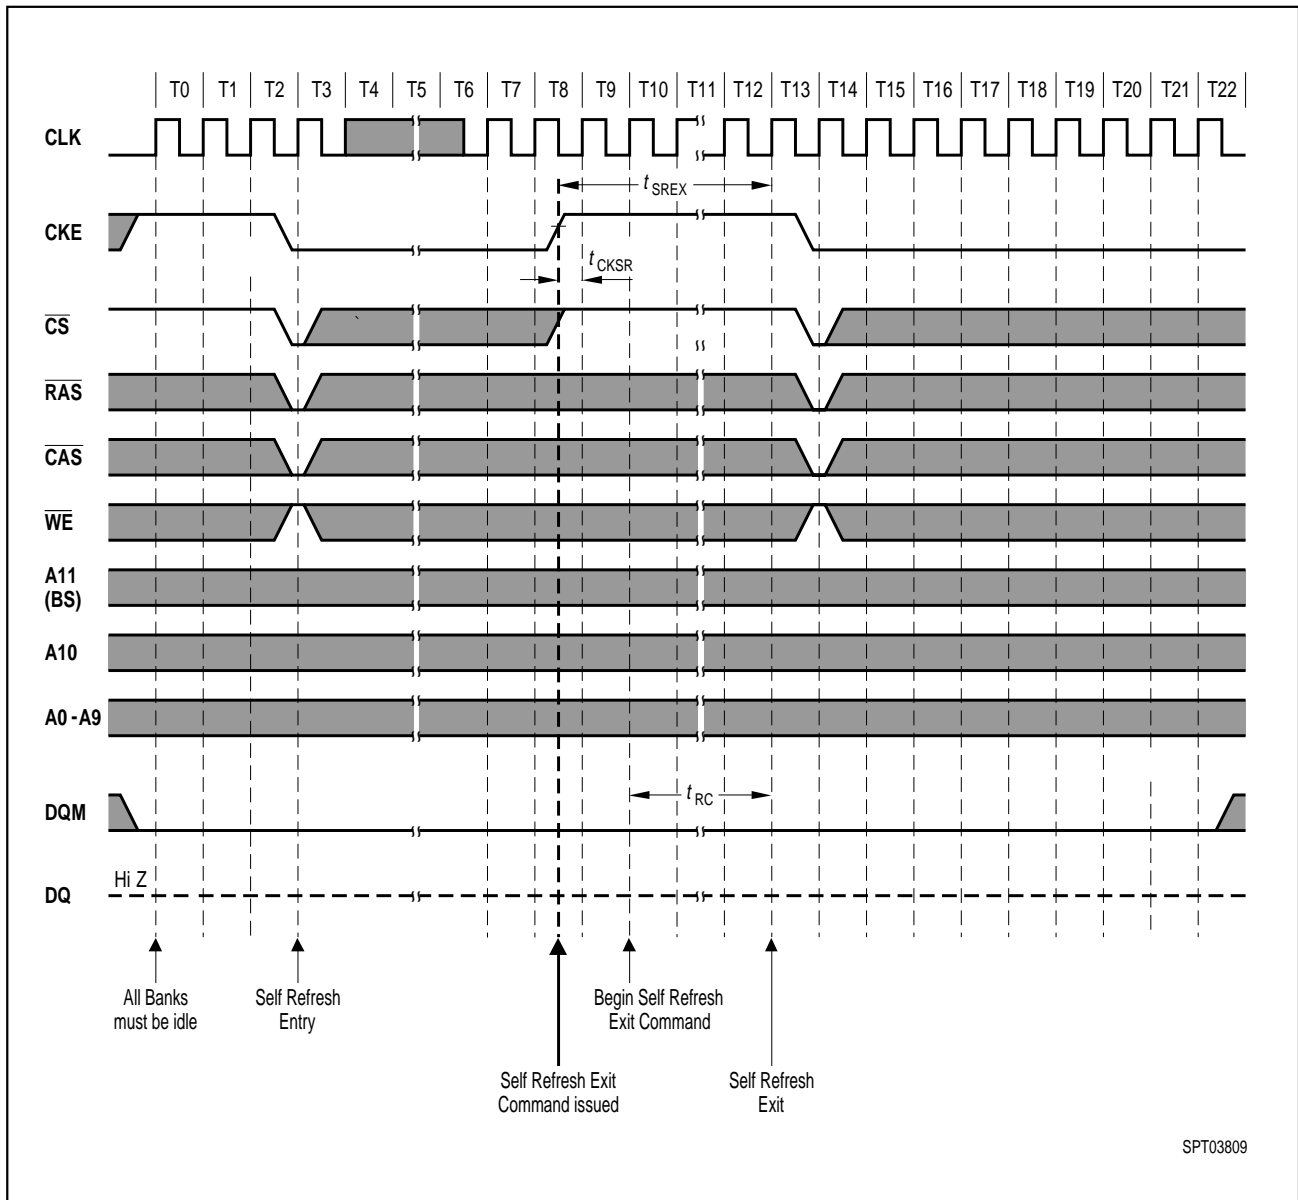 T0 T1 T2 T3 T4 T5 T6 T7 T8 T9 T10 T11 T12 T13 T14 T15 T16 T17 T18 T19 T20 T21 T22
CLK
t SREX
CKE
t CKSR
CS
RAS
CAS
WE
A11
(BS)
A10
A0 - A9
t RC
DQM
Hi Z
DQ
All Banks
must be idle
Self Refresh
Entry
Begin Self Refresh
Exit Command
Self Refresh Exit
Command issued
Self Refresh
Exit
SPT03809